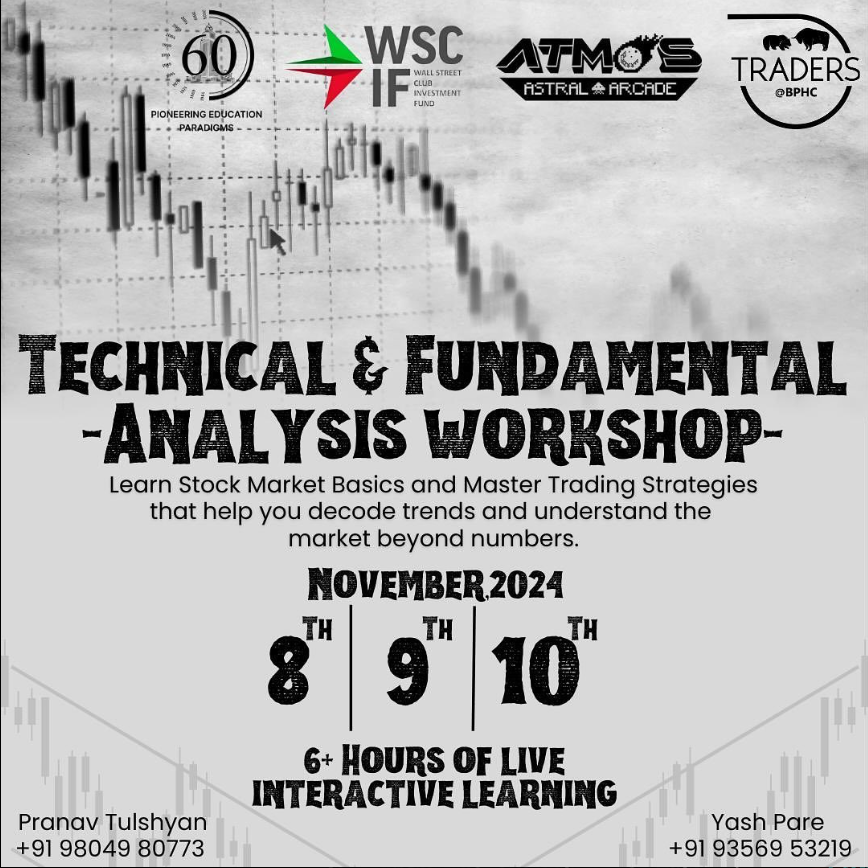 60
PIONEERING EDUCATION
PARADIGMS
WSC
IF
WALL STREET
CLUB
INVESTMENT
FUND
ATMOS
ASTRAL ARCADE
TRADERS
@BPHC
TECHNICAL & FUNDAMENTAL
-ANALYSIS WORKSHOP-
Learn Stock Market Basics and Master Trading Strategies
that help you decode trends and understand the
market beyond numbers.
NOVEMBER,2024
8TH | 9TH | 10TH
6+ HOURS OF LIVE
INTERACTIVE LEARNING
Pranav Tulshyan
+91 98049 80773
Yash Pare
+91 93569 53219